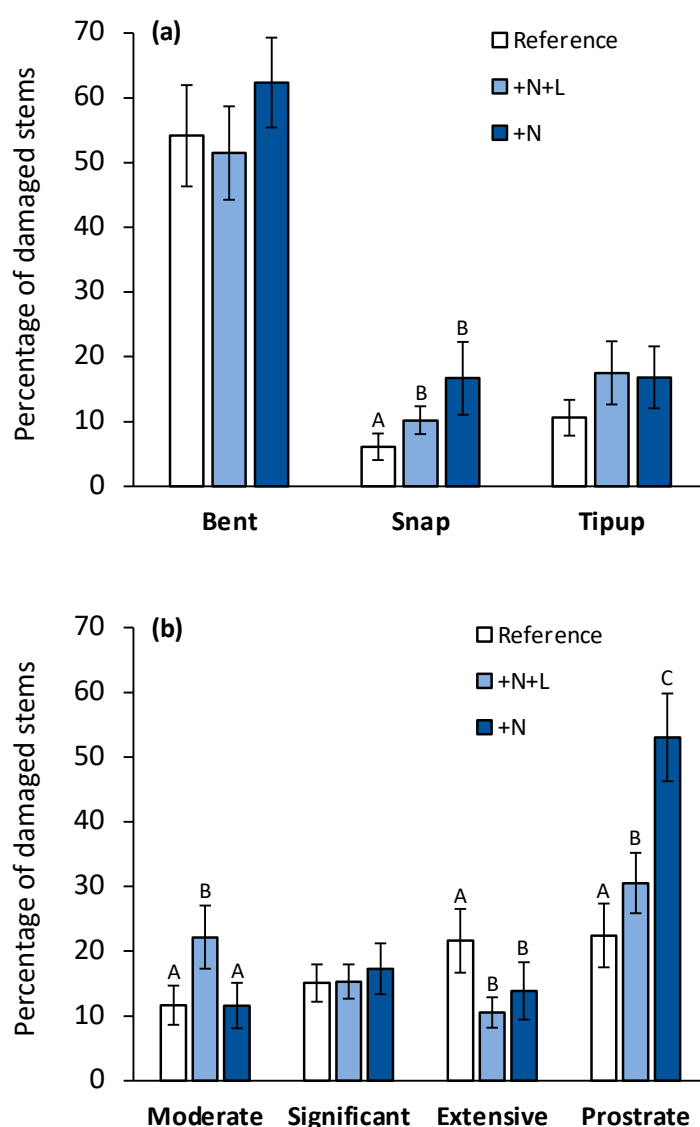 (a)
Percentage of damaged stems
70
60
50
40
30
20
10
0
Reference
+N+L
+N
A
B
B
Bent Snap Tipup
(b)
Percentage of damaged stems
70
60
50
40
30
20
10
0
Reference
+N+L
+N
A
B
A
A
B
B
A
B
C
Moderate Significant Extensive Prostrate